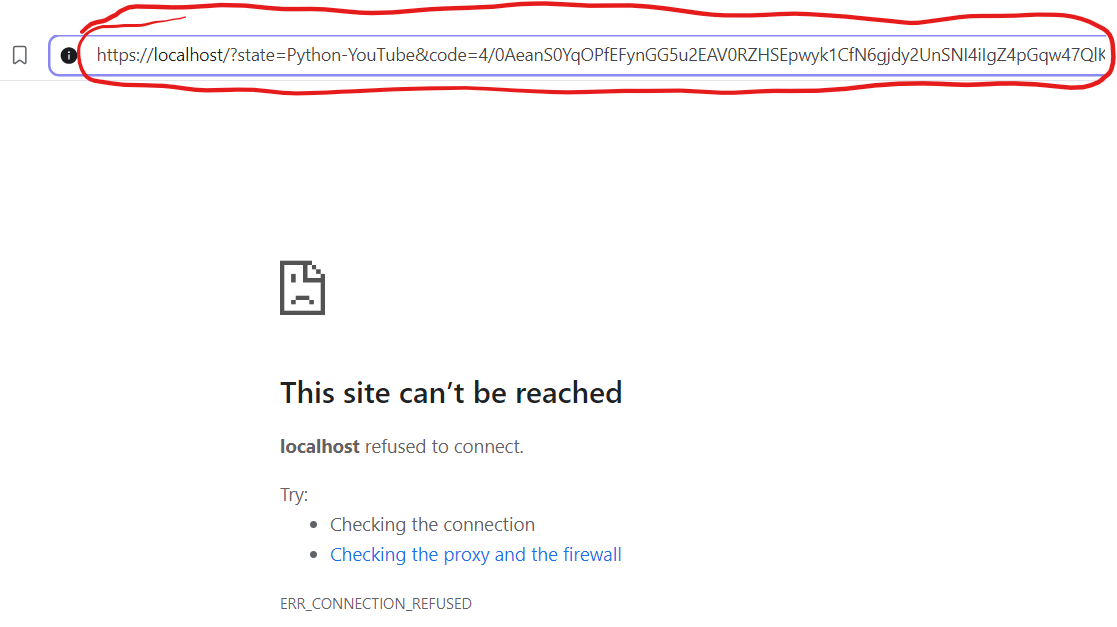 https://localhost/?state=Python-YouTube&code=4/0AeanS0YqOPfEFynGG5u2EAV0RZHSEpwyk1CfN6gjdy2UnSNI4iIgZ4pGqw47QlK
This site can’t be reached
localhost refused to connect.
Try:
Checking the connection
Checking the proxy and the firewall
ERR_CONNECTION_REFUSED